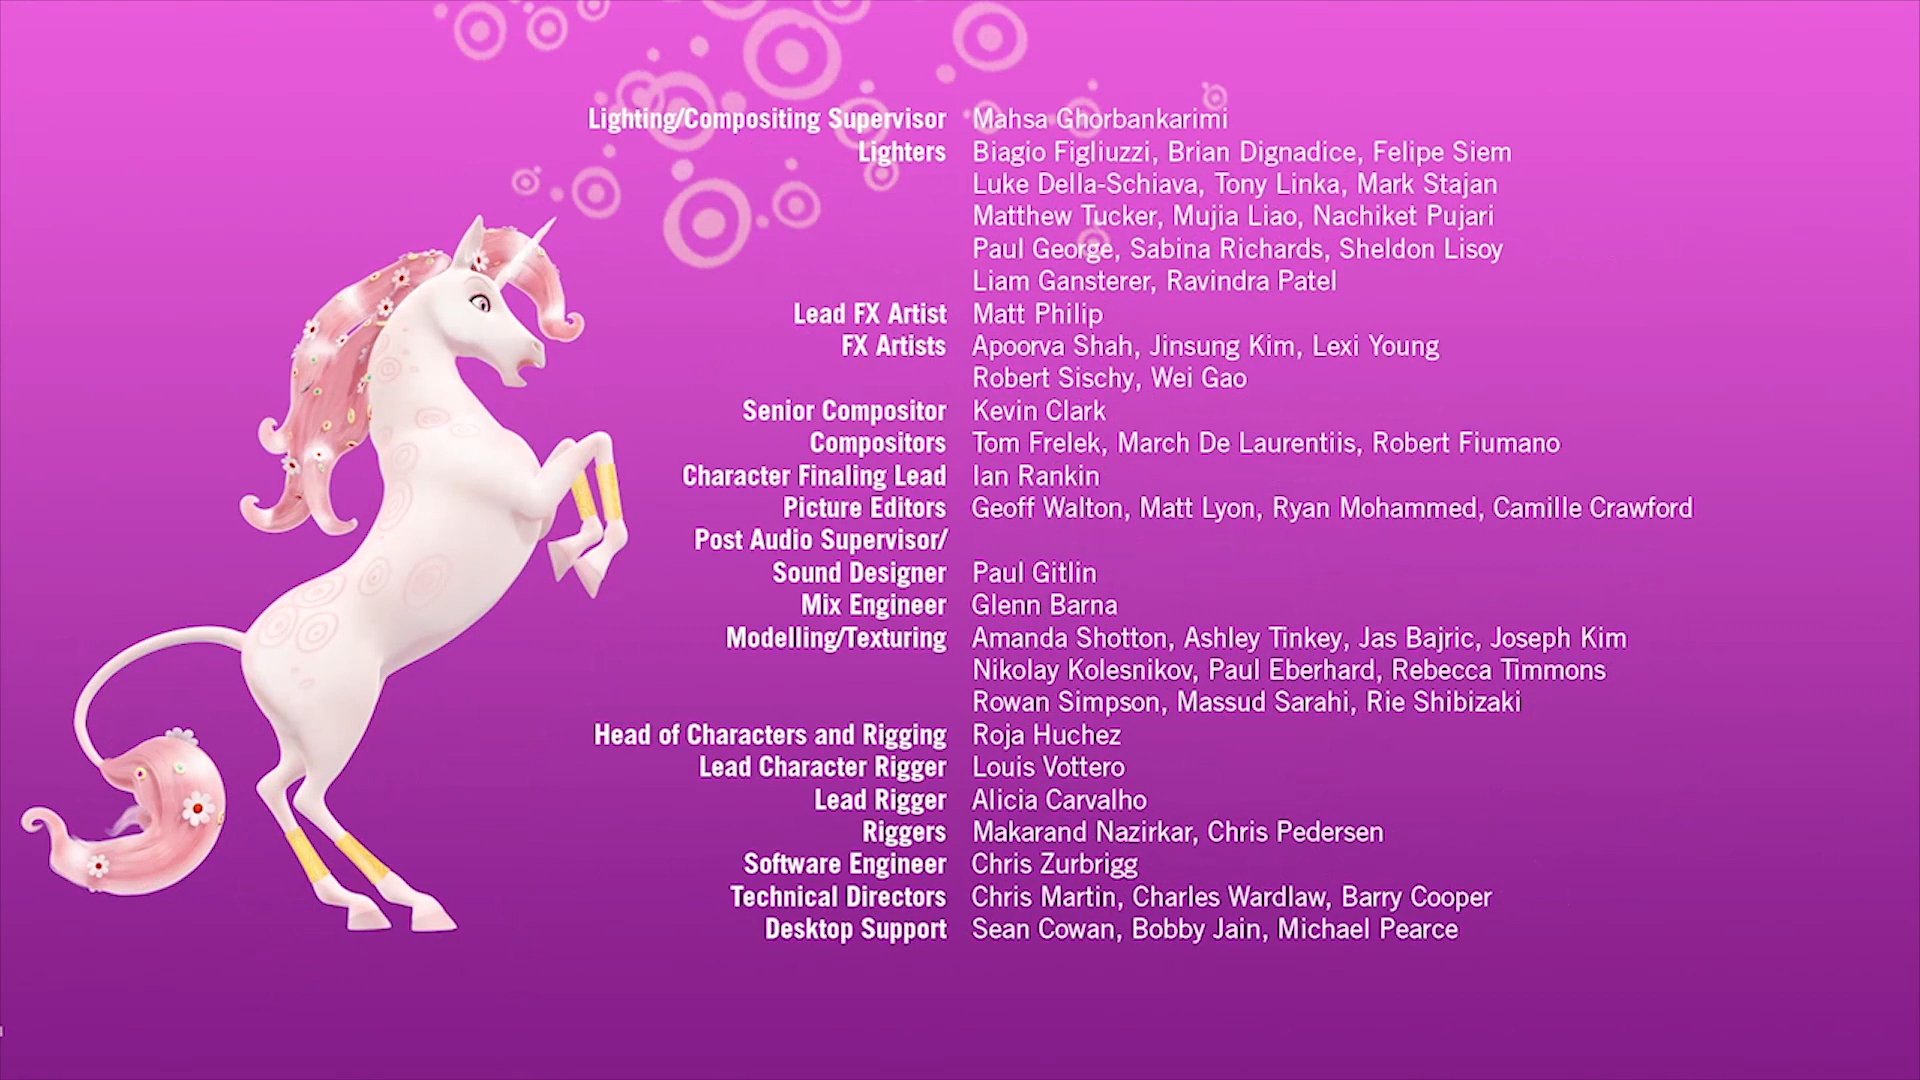 Lighting/Compositing Supervisor Mahsa Ghorbankarimi
Lighters Biagio Figliuzzi, Brian Dignadice, Felipe Siem
Luke Della-Schiava, Tony Linka, Mark Stajan
Matthew Tucker, Mujia Liao, Nachiket Pujari
Paul George, Sabina Richards, Sheldon Lisoy
Liam Gansterer, Ravindra Patel
Lead FX Artist Matt Philip
FX Artists Apoorva Shah, Jinsung Kim, Lexi Young
Robert Sischy, Wei Gao
Senior Compositor Kevin Clark
Compositors Tom Frelek, March De Laurentiis, Robert Fiumano
Character Finaling Lead Ian Rankin
Picture Editors Geoff Walton, Matt Lyon, Ryan Mohammed, Camille Crawford
Post Audio Supervisor/
Sound Designer Paul Gitlin
Mix Engineer Glenn Barna
Modelling/Texturing Amanda Shotton, Ashley Tinkey, Jas Bajric, Joseph Kim
Nikolay Kolesnikov, Paul Eberhard, Rebecca Timmons
Rowan Simpson, Massud Sarahi, Rie Shibizaki
Head of Characters and Rigging Roja Huchez
Lead Character Rigger Louis Vottero
Lead Rigger Alicia Carvalho
Riggers Makarand Nazirkar, Chris Pedersen
Software Engineer Chris Zurbrigg
Technical Directors Chris Martin, Charles Wardlaw, Barry Cooper
Desktop Support Sean Cowan, Bobby Jain, Michael Pearce